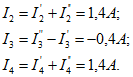 I₂ = I₂' + I₂'' = 1,4A;
I₃ = I₃'' − I₃' = −0,4A;
I₄ = I₄' + I₄'' = 1,4A.